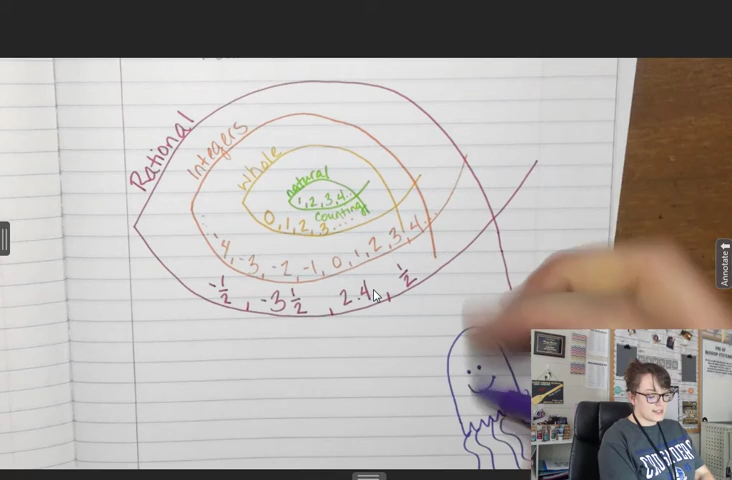 Rational
Integers
Whole
natural
1, 2, 3, 4...
counting
0, 1, 2, 3....
-4, -3, -2, -1, 0, 1, 2, 3, 4...
-1/2, -3 1/2, 2.4, 1/2
Annotate